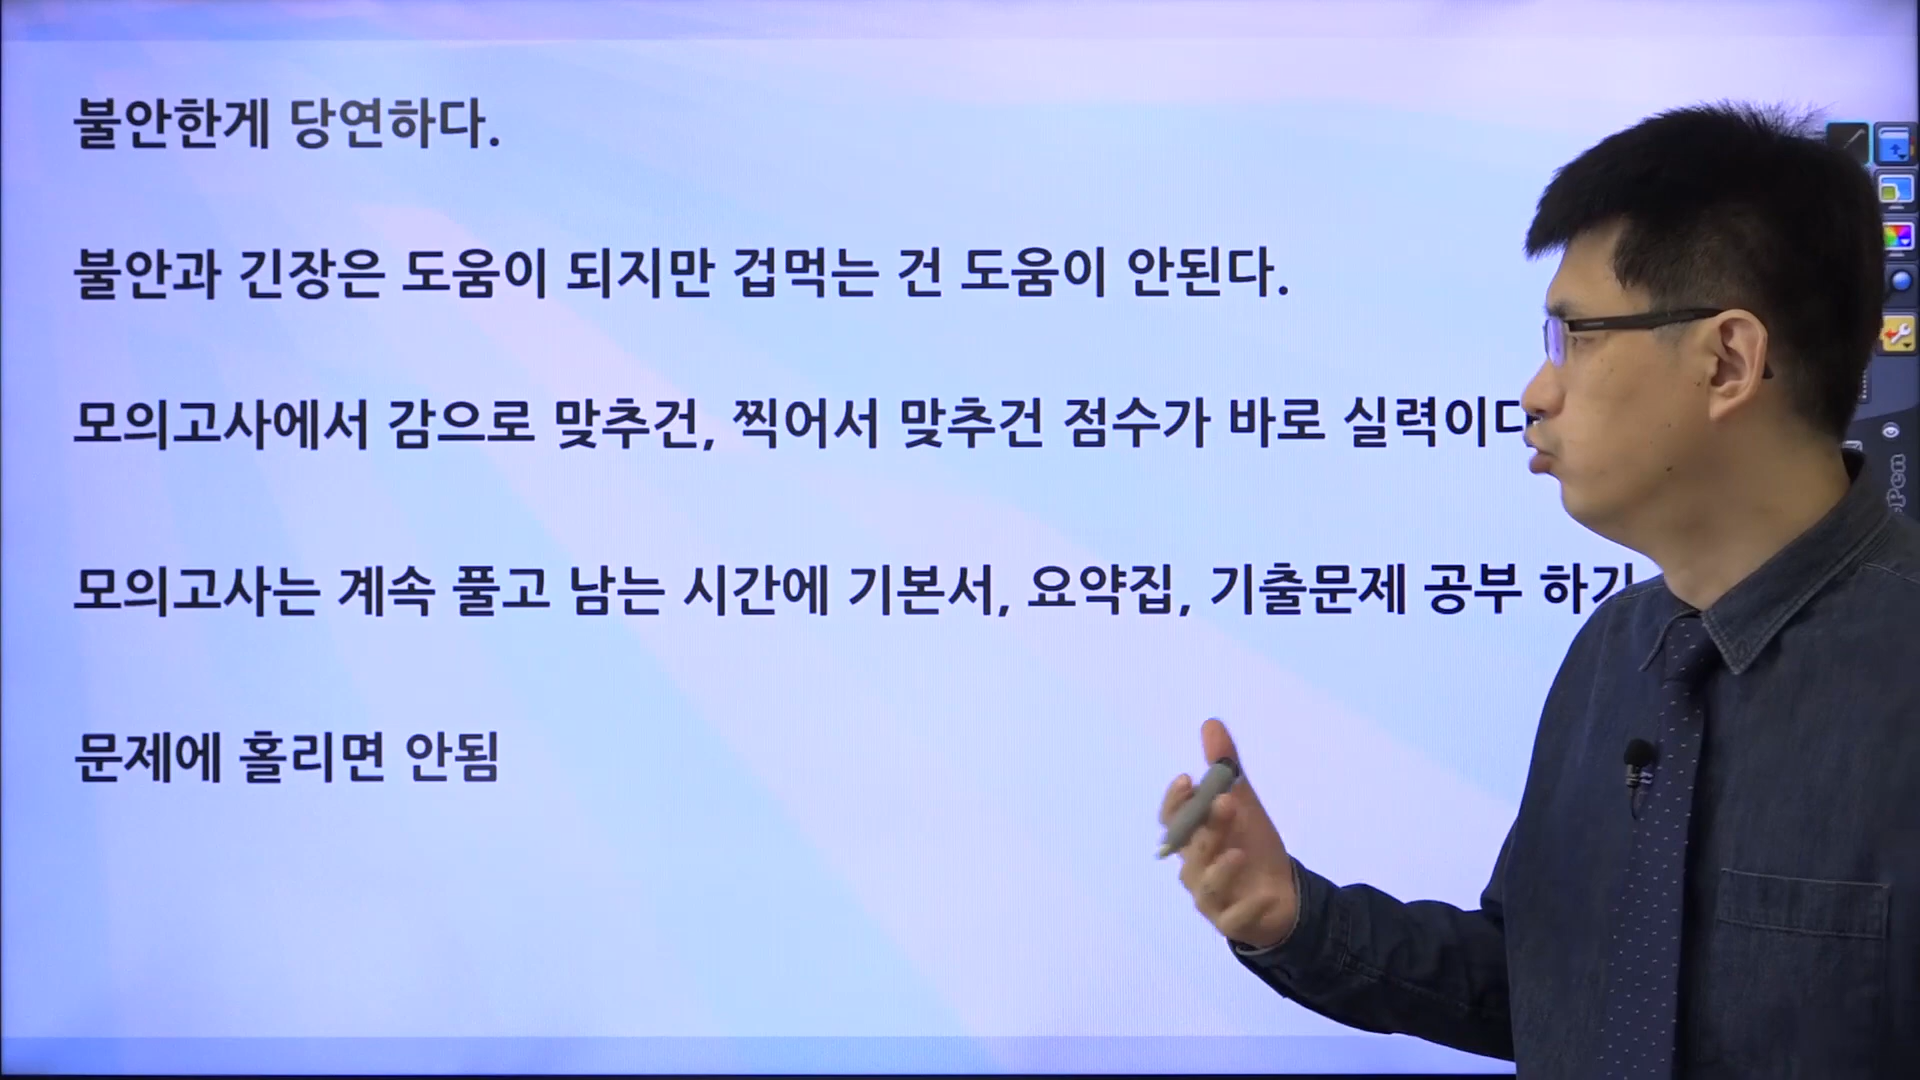 불안한게 당연하다.
불안과 긴장은 도움이 되지만 겁먹는 건 도움이 안된다.
모의고사에서 감으로 맞추건, 찍어서 맞추건 점수가 바로
모의고사는 계속 풀고 남는 시간에 기본서, 요약집, 기출문제 공부
문제에 홀리면 안됨
Pen